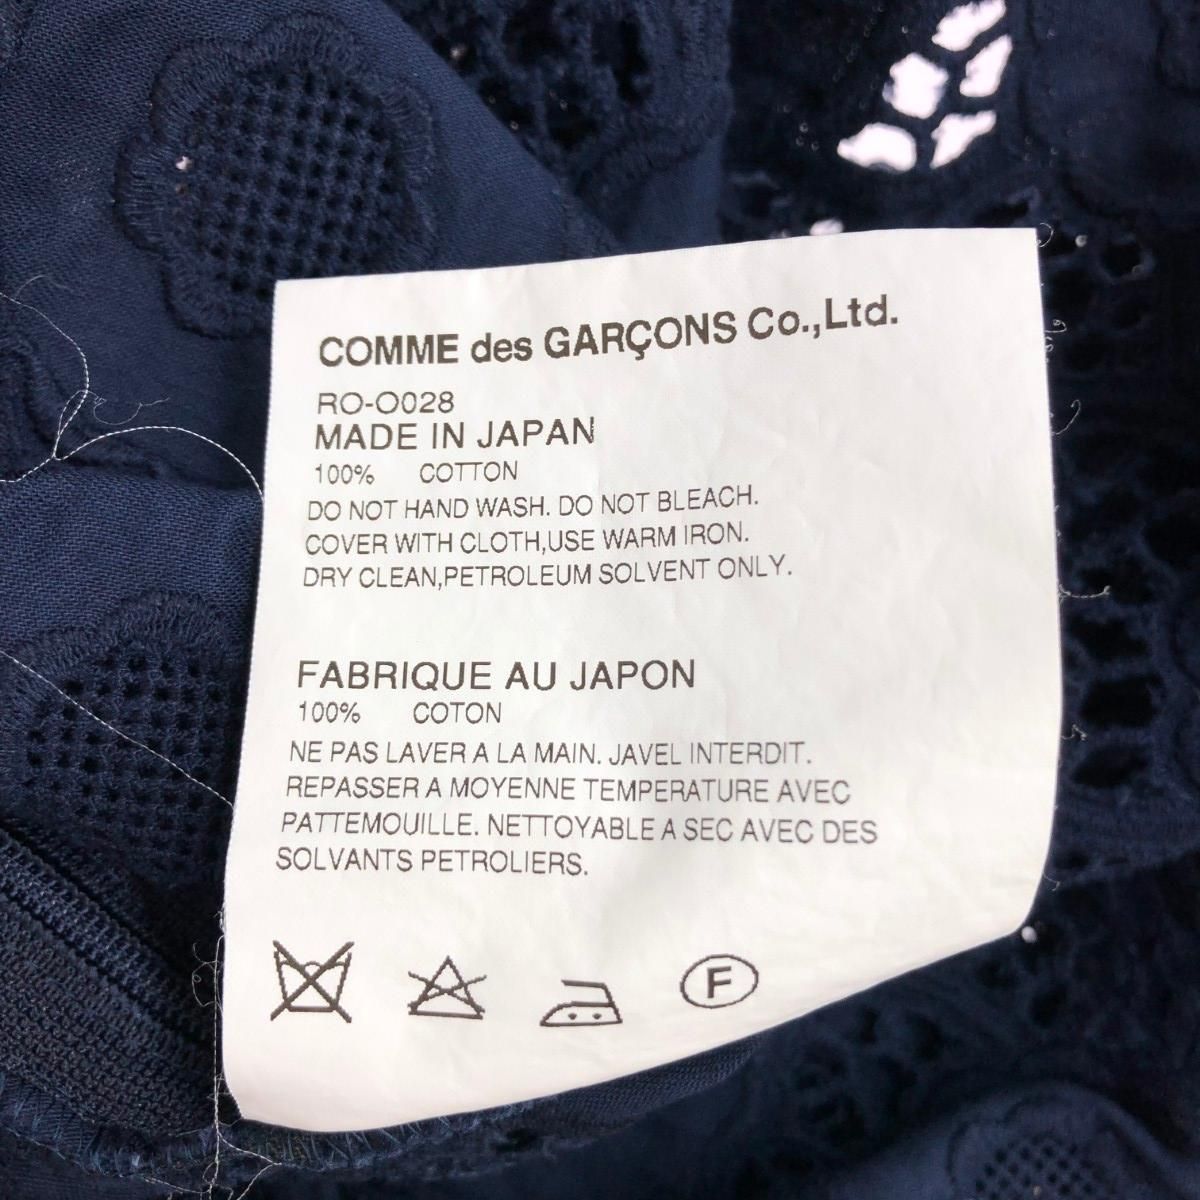 COMME des GARÇONS Co.,Ltd.
RO-O028
MADE IN JAPAN
100% COTTON
DO NOT HAND WASH. DO NOT BLEACH.
COVER WITH CLOTH,USE WARM IRON.
DRY CLEAN,PETROLEUM SOLVENT ONLY.
FABRIQUE AU JAPON
100% COTON
NE PAS LAVER A LA MAIN. JAVEL INTERDIT.
REPASSER A MOYENNE TEMPERATURE AVEC
PATTEMOUILLE. NETTOYABLE A SEC AVEC DES
SOLVANTS PETROLIERS.
F